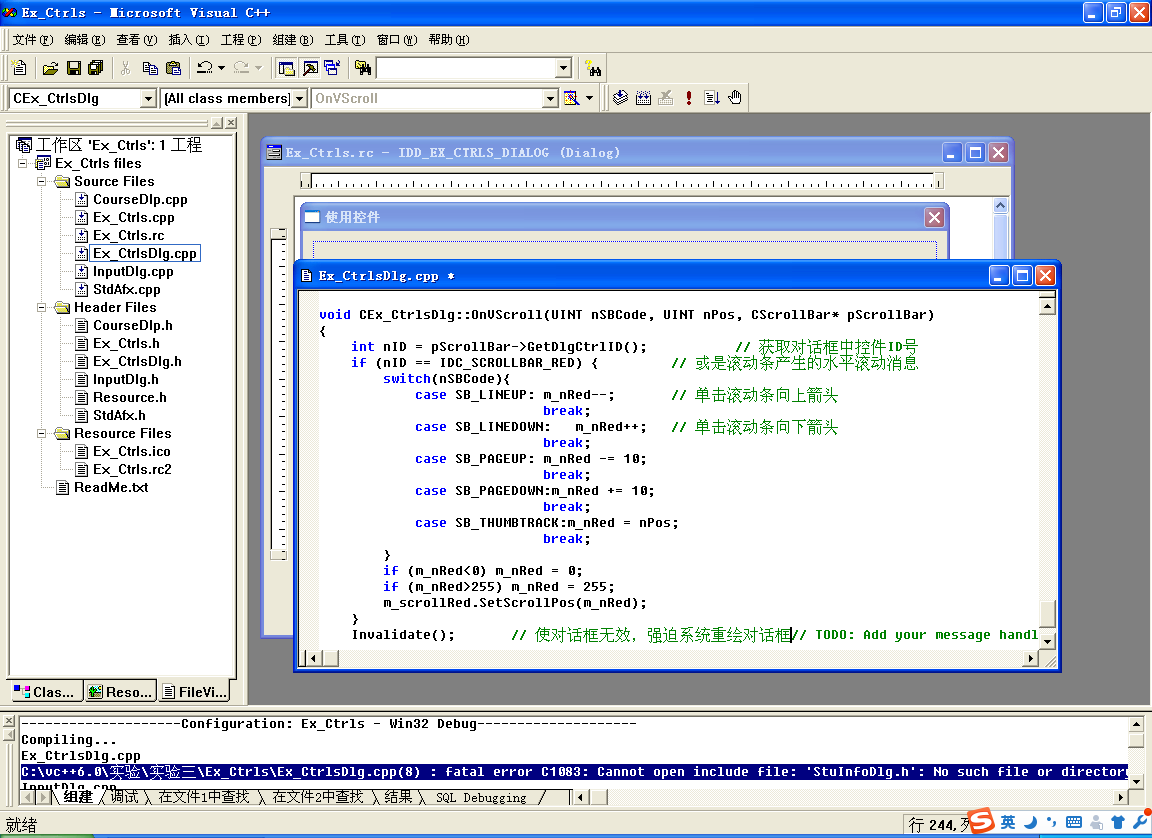 Ex_Ctrls - Microsoft Visual C++
文件(F) 编辑(E) 查看(V) 插入(I) 工程(P) 组建(B) 工具(T) 窗口(W) 帮助(H)
CEx_CtrlsDlg [All class members] OnVScroll
工作区 'Ex_Ctrls': 1 工程
Ex_Ctrls files
Source Files
CourseDlp.cpp
Ex_Ctrls.cpp
Ex_Ctrls.rc
Ex_CtrlsDlg.cpp
InputDlg.cpp
StdAfx.cpp
Header Files
CourseDlp.h
Ex_Ctrls.h
Ex_CtrlsDlg.h
InputDlg.h
Resource.h
StdAfx.h
Resource Files
Ex_Ctrls.ico
Ex_Ctrls.rc2
ReadMe.txt
Clas... Reso... FileVi...
Ex_Ctrls.rc - IDD_EX_CTRLS_DIALOG (Dialog)
使用控件
Ex_CtrlsDlg.cpp *
void CEx_CtrlsDlg::OnVScroll(UINT nSBCode, UINT nPos, CScrollBar* pScrollBar)
{
int nID = pScrollBar->GetDlgCtrlID(); // 获取对话框中控件ID号
if (nID == IDC_SCROLLBAR_RED) { // 或是滚动条产生的水平滚动消息
switch(nSBCode){
case SB_LINEUP: m_nRed--; // 单击滚动条向上箭头
break;
case SB_LINEDOWN: m_nRed++; // 单击滚动条向下箭头
break;
case SB_PAGEUP: m_nRed -= 10;
break;
case SB_PAGEDOWN:m_nRed += 10;
break;
case SB_THUMBTRACK:m_nRed = nPos;
break;
}
if (m_nRed<0) m_nRed = 0;
if (m_nRed>255) m_nRed = 255;
m_scrollRed.SetScrollPos(m_nRed);
}
Invalidate(); // 使对话框无效，强迫系统重绘对话框// TODO: Add your message handl
--------------------Configuration: Ex_Ctrls - Win32 Debug--------------------
Compiling...
Ex_CtrlsDlg.cpp
C:\vc++6.0\实验\实验三\Ex_Ctrls\Ex_CtrlsDlg.cpp(8) : fatal error C1083: Cannot open include file: 'StuInfoDlg.h': No such file or directory
InputDlg.cpp
组建 调试 在文件1中查找 在文件2中查找 结果 SQL Debugging
就绪
行 244, 列
S 英